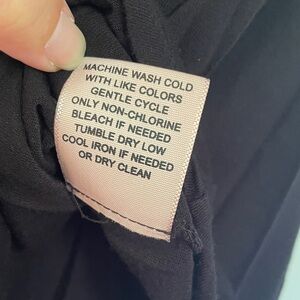 MACHINE WASH COLD
WITH LIKE COLORS
GENTLE CYCLE
ONLY NON-CHLORINE
BLEACH IF NEEDED
TUMBLE DRY LOW
COOL IRON IF NEEDED
OR DRY CLEAN